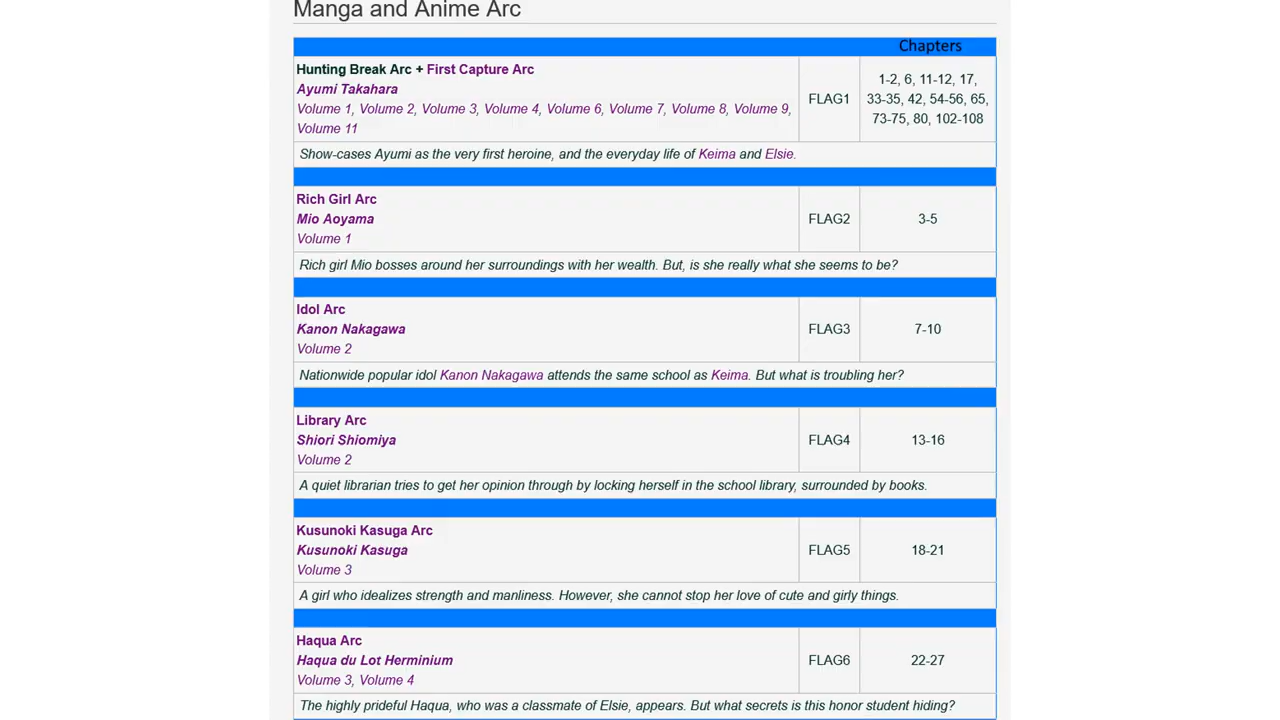 Manga and Anime Arc
Chapters
Hunting Break Arc + First Capture Arc
Ayumi Takahara
Volume 1, Volume 2, Volume 3, Volume 4, Volume 6, Volume 7, Volume 8, Volume 9,
Volume 11
FLAG1
1-2, 6, 11-12, 17,
33-35, 42, 54-56, 65,
73-75, 80, 102-108
Show-cases Ayumi as the very first heroine, and the everyday life of Keima and Elsie.
Rich Girl Arc
Mio Aoyama
Volume 1
FLAG2
3-5
Rich girl Mio bosses around her surroundings with her wealth. But, is she really what she seems to be?
Idol Arc
Kanon Nakagawa
Volume 2
FLAG3
7-10
Nationwide popular idol Kanon Nakagawa attends the same school as Keima. But what is troubling her?
Library Arc
Shiori Shiomiya
Volume 2
FLAG4
13-16
A quiet librarian tries to get her opinion through by locking herself in the school library, surrounded by books.
Kusunoki Kasuga Arc
Kusunoki Kasuga
Volume 3
FLAG5
18-21
A girl who idealizes strength and manliness. However, she cannot stop her love of cute and girly things.
Haqua Arc
Haqua du Lot Herminium
Volume 3, Volume 4
FLAG6
22-27
The highly prideful Haqua, who was a classmate of Elsie, appears. But what secrets is this honor student hiding?